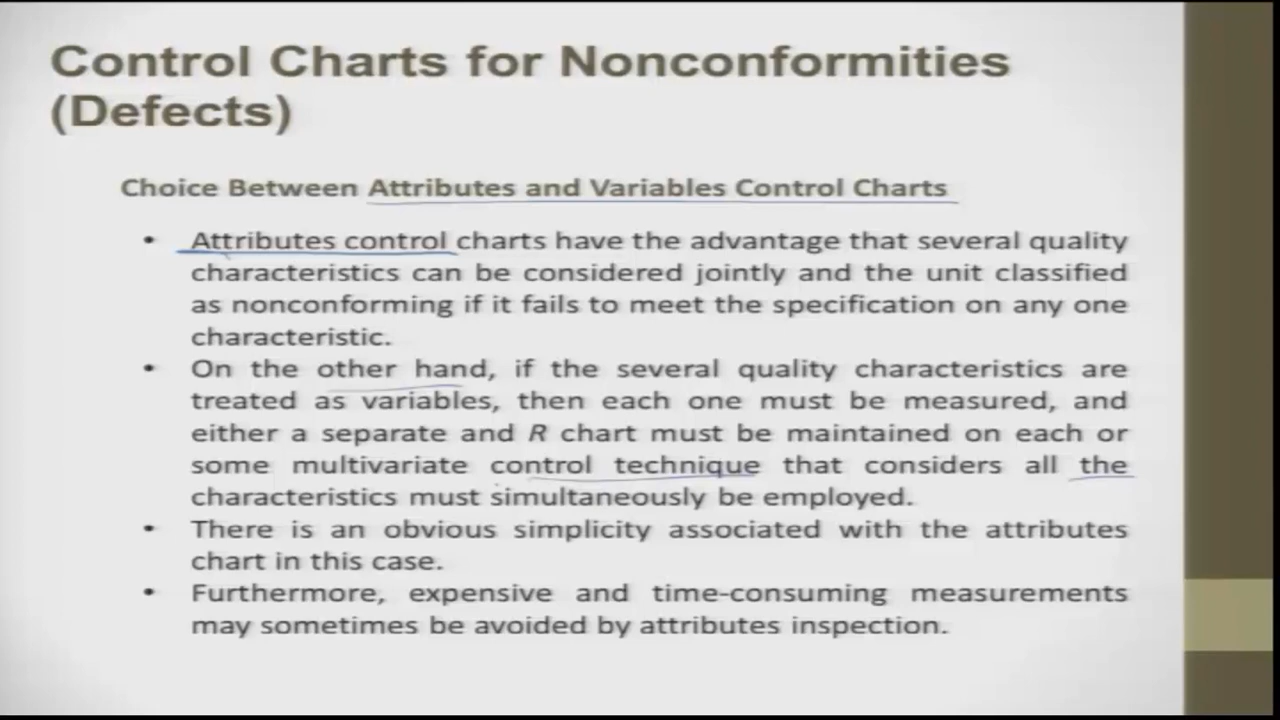 Control Charts for Nonconformities
(Defects)
Choice Between Attributes and Variables Control Charts
• Attributes control charts have the advantage that several quality
characteristics can be considered jointly and the unit classified
as nonconforming if it fails to meet the specification on any one
characteristic.
• On the other hand, if the several quality characteristics are
treated as variables, then each one must be measured, and
either a separate and R chart must be maintained on each or
some multivariate control technique that considers all the
characteristics must simultaneously be employed.
• There is an obvious simplicity associated with the attributes
chart in this case.
• Furthermore, expensive and time-consuming measurements
may sometimes be avoided by attributes inspection.